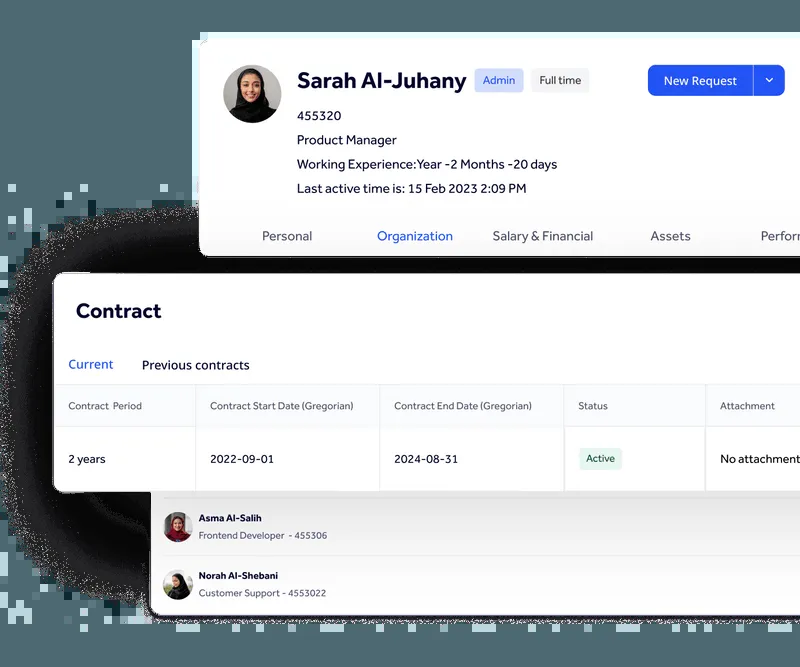 Sarah Al-Juhany Admin Full time New Request
455320
Product Manager
Working Experience:Year -2 Months -20 days
Last active time is: 15 Feb 2023 2:09 PM
Personal Organization Salary & Financial Assets Perforr
Contract
Current Previous contracts
Contract Period Contract Start Date (Gregorian) Contract End Date (Gregorian) Status Attachment
2 years 2022-09-01 2024-08-31 Active No attachment
Asma Al-Salih
Frontend Developer - 455306
Norah Al-Shebani
Customer Support - 4553022